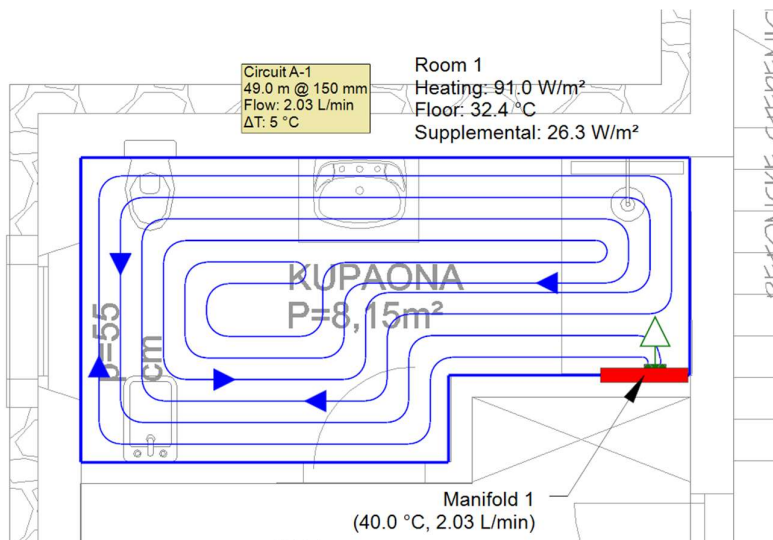 Circuit A-1
49.0 m @ 150 mm
Flow: 2.03 L/min
ΔT: 5 °C
Room 1
Heating: 91.0 W/m²
Floor: 32.4 °C
Supplemental: 26.3 W/m²
KUPAONA
P=8,15m²
p=55
cm
Manifold 1
(40.0 °C, 2.03 L/min)